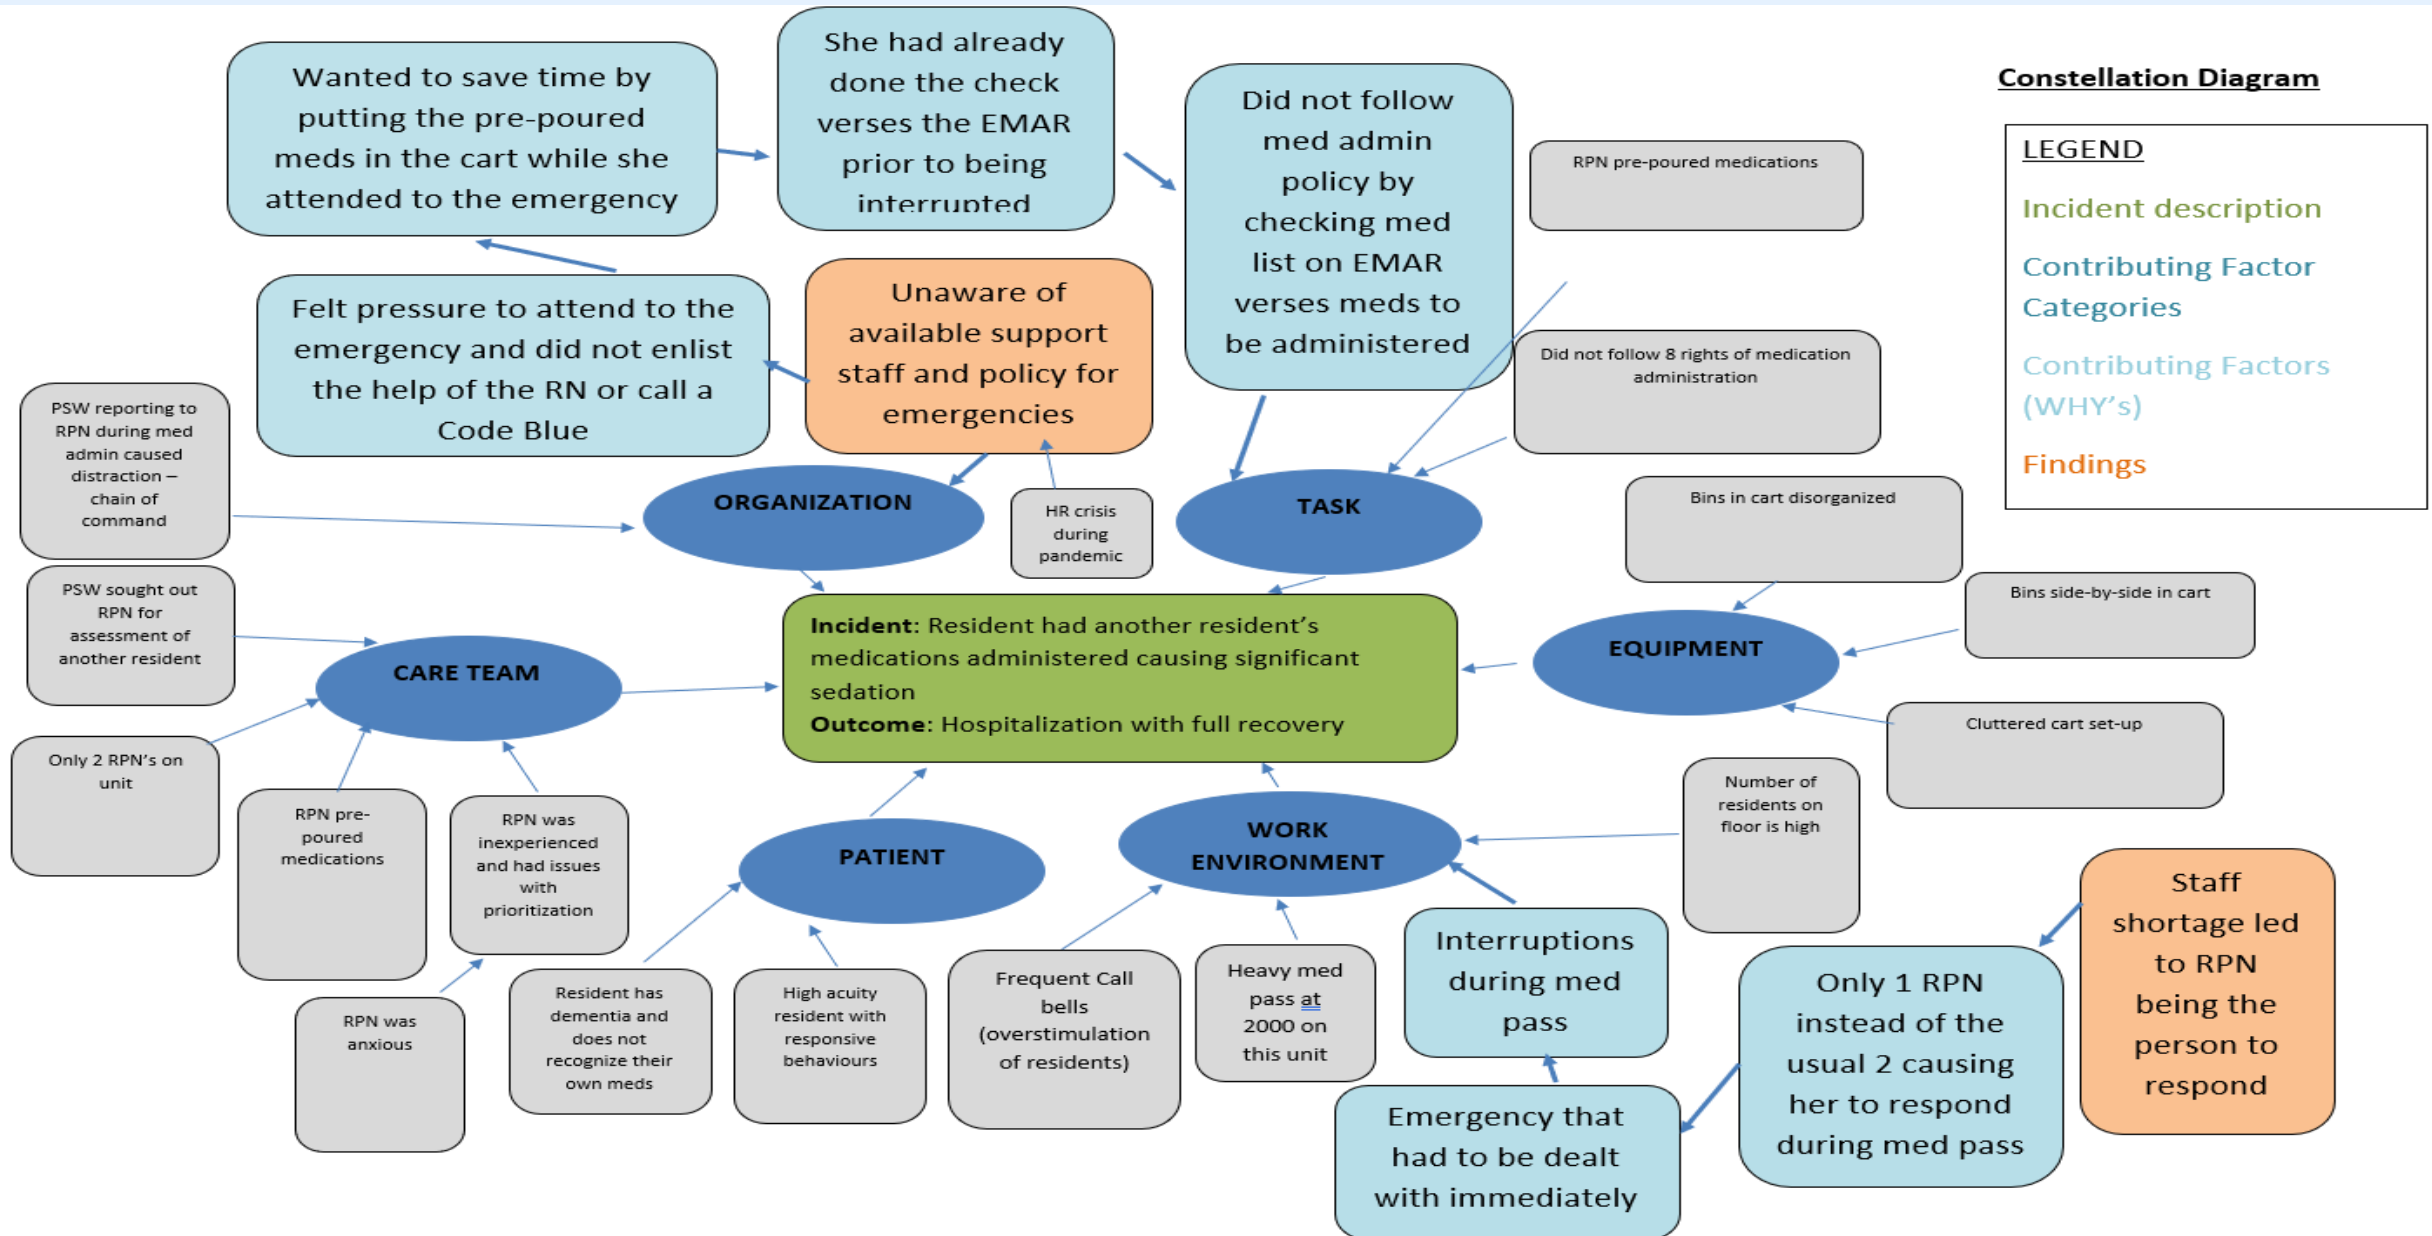 Wanted to save time by
putting the pre-poured
meds in the cart while she
attended to the emergency
She had already
done the check
verses the EMAR
prior to being
interrupted
Did not follow
med admin
policy by
checking med
list on EMAR
verses meds to
be administered
RPN pre-poured medications
Constellation Diagram
LEGEND
Incident description
Contributing Factor
Categories
Contributing Factors
(WHY's)
Findings
Felt pressure to attend to the
emergency and did not enlist
the help of the RN or call a
Code Blue
Unaware of
available support
staff and policy for
emergencies
Did not follow 8 rights of medication
administration
PSW reporting to
RPN during med
admin caused
distraction –
chain of
command
ORGANIZATION
HR crisis
during
pandemic
TASK
Bins in cart disorganized
PSW sought out
RPN for
assessment of
another resident
CARE TEAM
Incident: Resident had another resident's
medications administered causing significant
sedation
Outcome: Hospitalization with full recovery
EQUIPMENT
Bins side-by-side in cart
Cluttered cart set-up
Only 2 RPN's on
unit
RPN pre-
poured
medications
RPN was
inexperienced
and had issues
with
prioritization
RPN was
anxious
PATIENT
Resident has
dementia and
does not
recognize their
own meds
High acuity
resident with
responsive
behaviours
WORK
ENVIRONMENT
Number of
residents on
floor is high
Frequent Call
bells
(overstimulation
of residents)
Heavy med
pass at
2000 on
this unit
Interruptions
during med
pass
Emergency that
had to be dealt
with immediately
Only 1 RPN
instead of the
usual 2 causing
her to respond
during med pass
Staff
shortage led
to RPN
being the
person to
respond